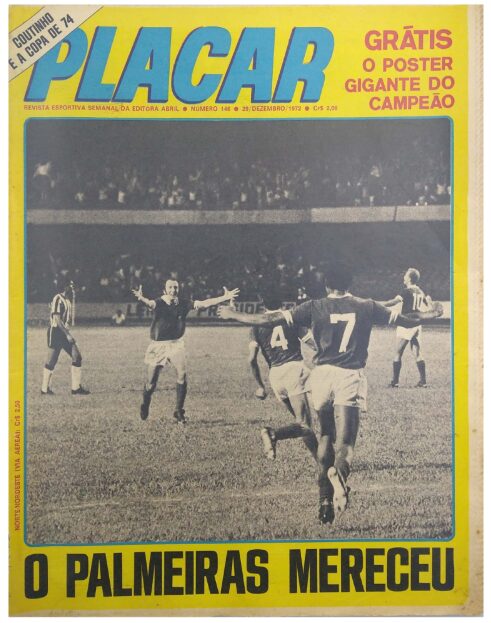 COUTINHO
E A COPA DE 74
PLACAR
GRÁTIS
O POSTER
GIGANTE DO
CAMPEÃO
REVISTA ESPORTIVA SEMANAL DA EDITORA ABRIL • NÚMERO 146 • 29/DEZEMBRO/1972 • Cr$ 2,00
4
7
11
NORTE-NORDESTE (VIA AÉREA): Cr$ 2,50
O PALMEIRAS MERECEU